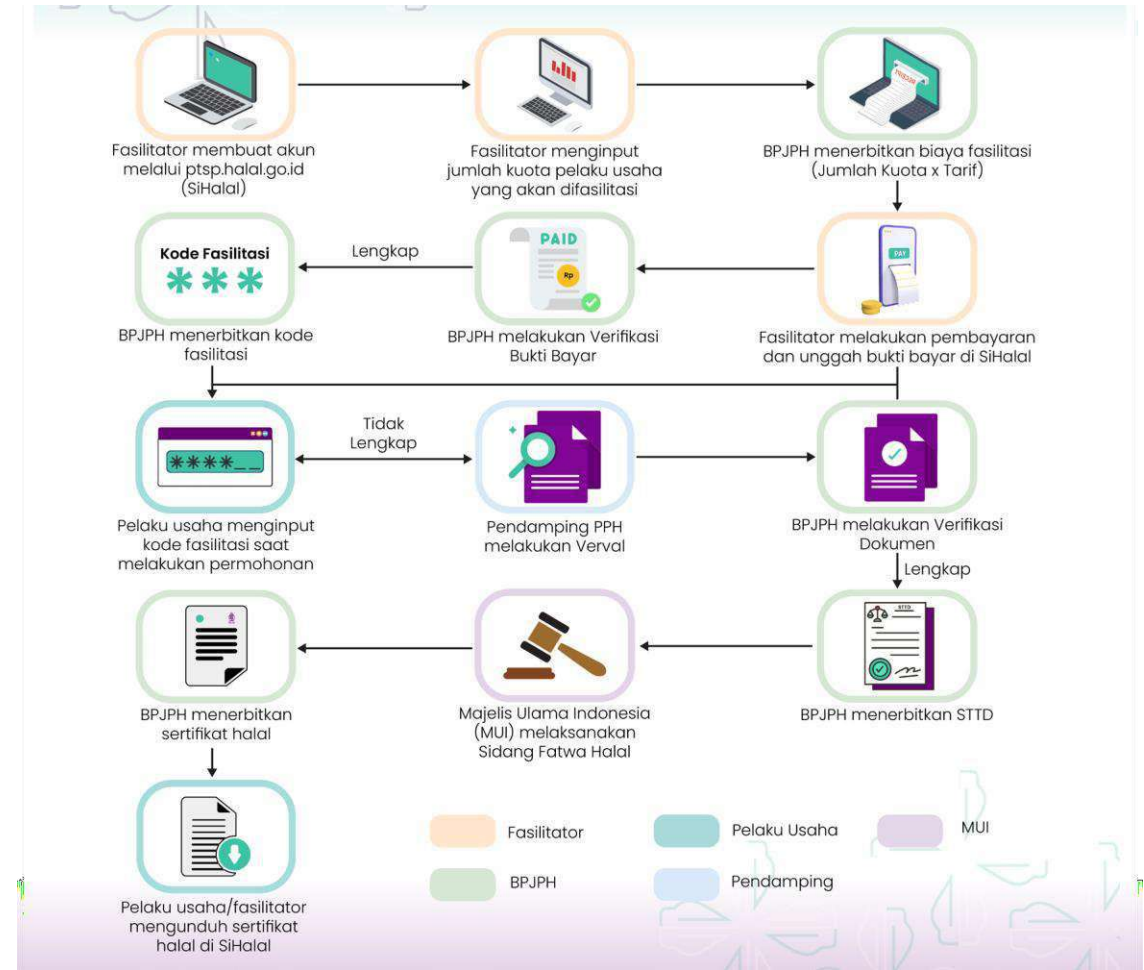 Fasilitator membuat akun
melalui ptsp.halal.go.id
(SiHalal)
Fasilitator menginput
jumlah kuota pelaku usaha
yang akan difasilitasi
RECEIPT
BPJPH menerbitkan biaya fasilitasi
(Jumlah Kuota x Tarif)
Kode Fasilitasi
***
BPJPH menerbitkan kode
fasilitasi
Lengkap
PAID
Rp
BPJPH melakukan Verifikasi
Bukti Bayar
PAY
Fasilitator melakukan pembayaran
dan unggah bukti bayar di SiHalal
****__
Pelaku usaha menginput
kode fasilitasi saat
melakukan permohonan
Tidak
Lengkap
Pendamping PPH
melakukan Verval
BPJPH melakukan Verifikasi
Dokumen
Lengkap
BPJPH menerbitkan
sertifikat halal
Majelis Ulama Indonesia
(MUI) melaksanakan
Sidang Fatwa Halal
STTD
BPJPH menerbitkan STTD
Pelaku usaha/fasilitator
mengunduh sertifikat
halal di SiHalal
Fasilitator
Pelaku Usaha
MUI
BPJPH
Pendamping